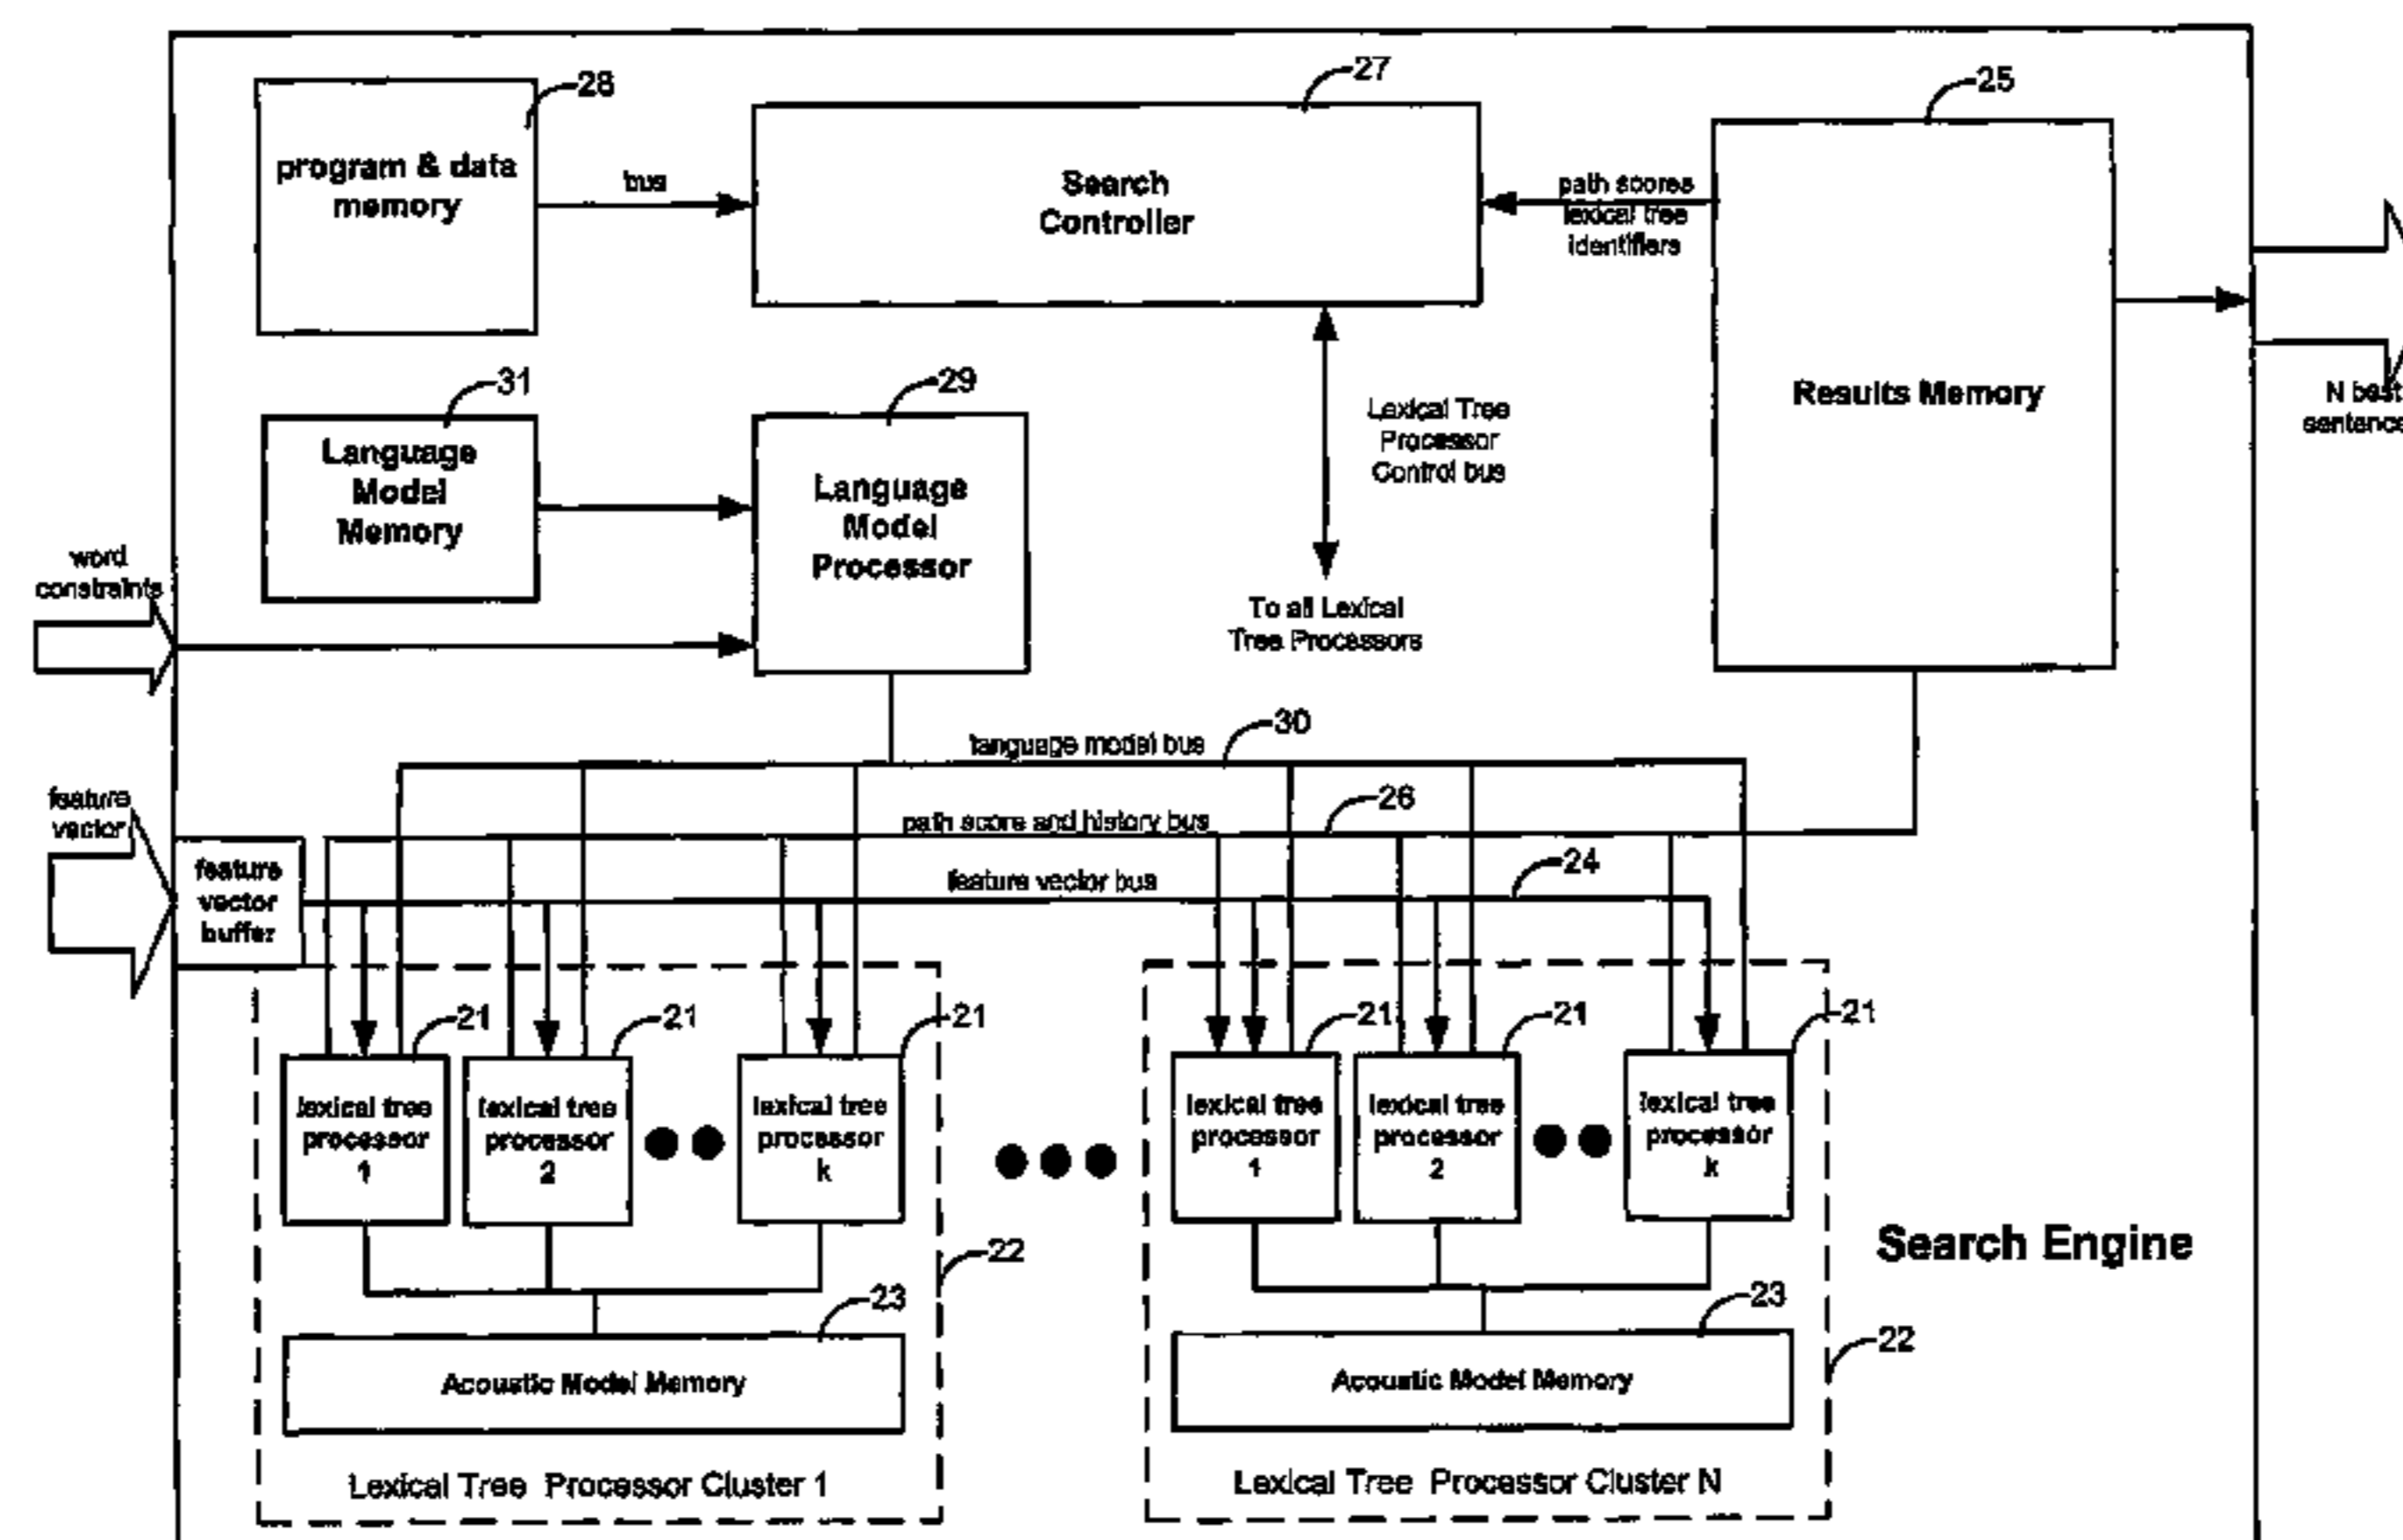 28
27
25
program & data
memory
bus
Search
Controller
path scores
lexical tree
identifiers
Results Memory
N best
sentence
31
29
Language
Model
Memory
Language
Model
Processor
Lexical Tree
Processor
Control bus
To all Lexical
Tree Processors
word
constraints
30
language model bus
feature
vector
26
path score and history bus
feature
vector
buffer
24
feature vector bus
21
21
21
21
21
21
lexical tree
processor
1
lexical tree
processor
2
lexical tree
processor
k
lexical tree
processor
1
lexical tree
processor
2
lexical tree
processor
k
22
Search Engine
23
23
22
Acoustic Model Memory
Acoustic Model Memory
Lexical Tree Processor Cluster 1
Lexical Tree Processor Cluster N